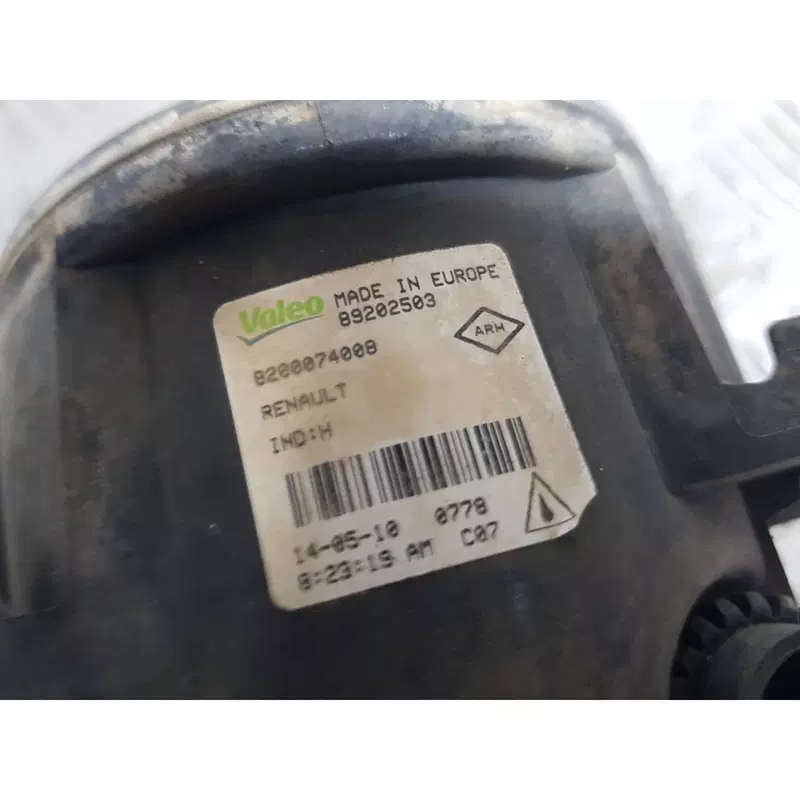 Valeo MADE IN EUROPE
89202503
8200074008
ARH
RENAULT
IND:H
14-05-10 0778
8:23:19 AM C07